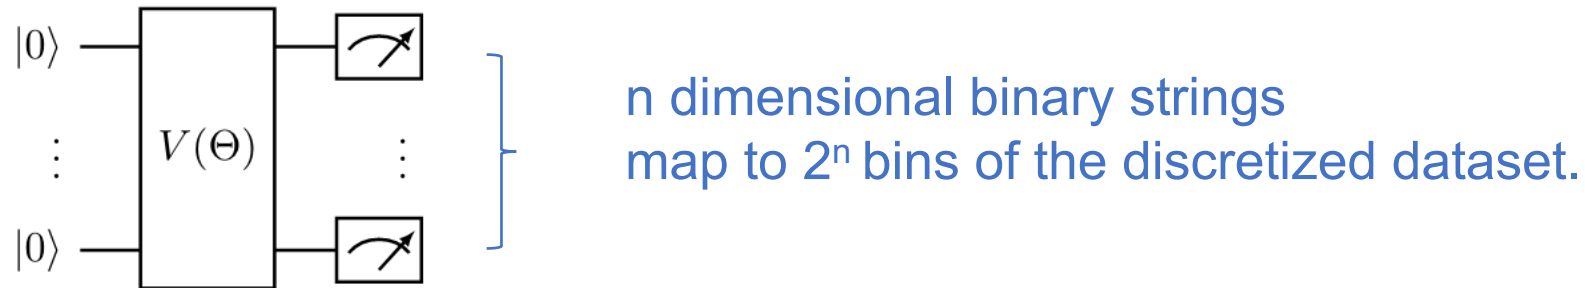 |0⟩
⋮ V(Θ) ⋮
|0⟩
n dimensional binary strings
map to 2ⁿ bins of the discretized dataset.